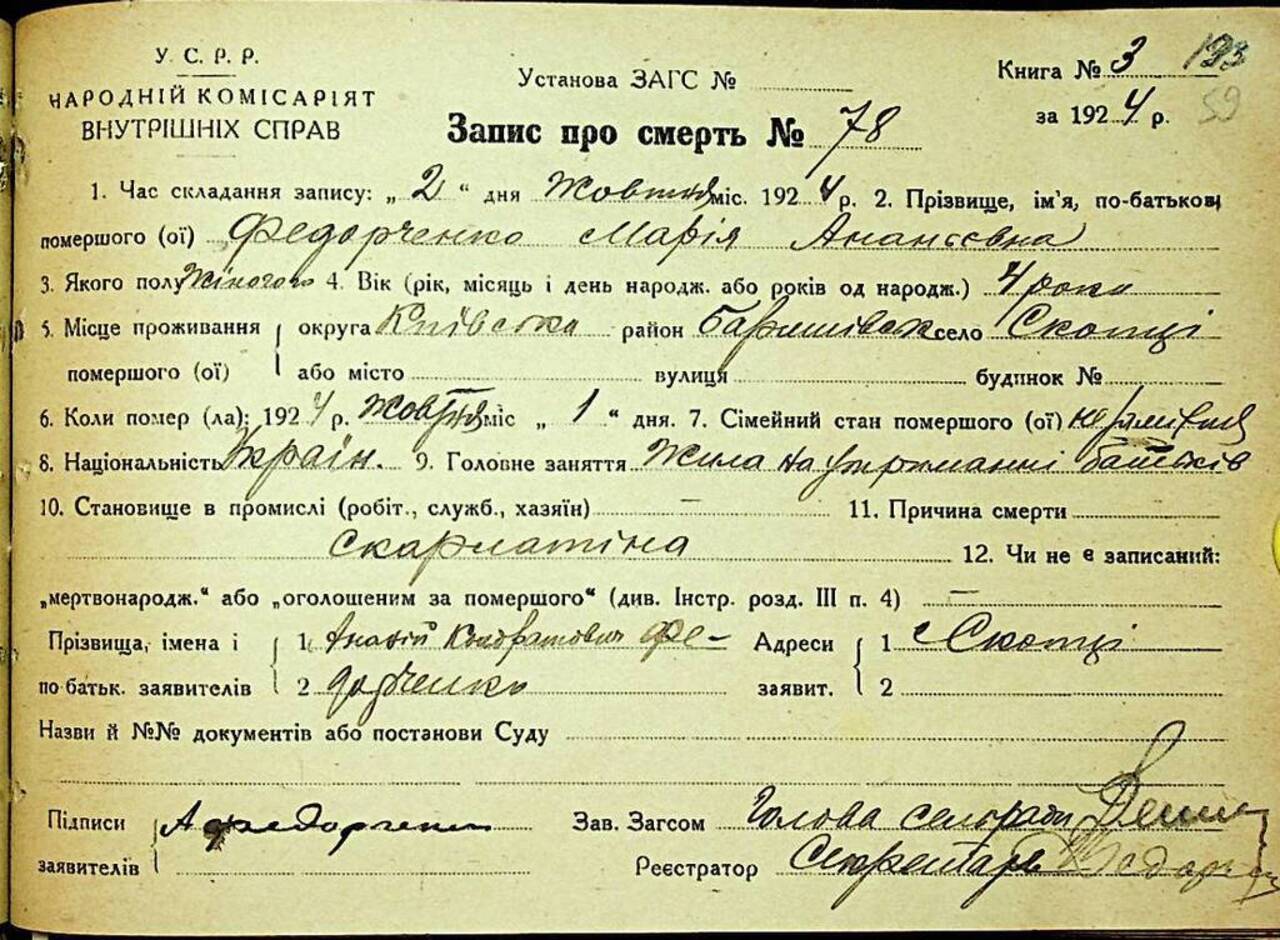 У. С. Р. Р.
НАРОДНІЙ КОМІСАРІЯТ
ВНУТРІШНІХ СПРАВ
Установа ЗАГС №
Книга № 3 193
за 1924 р. 59
Запис про смерть № 78
1. Час складання запису: „ 2 “ дня Жовтня міс. 1924 р. 2. Прізвище, ім'я, по-батькові
помершого (ої) Федорченко Марія Ананієвна
3. Якого полу Жіночого 4. Вік (рік, місяць і день народж. або років од народж.) 4 роки
5. Місце проживання округа Київська район Баришівськ село Скопці
помершого (ої) або місто вулиця будинок №
6. Коли помер (ла): 1924 р. Жовтня міс „ 1 “ дня. 7. Сімейний стан помершого (ої)
8. Національність Україн. 9. Головне заняття Жила на утриманні батьків
10. Становище в промислі (робіт., служб., хазяїн) — 11. Причина смерти
скарлатіна 12. Чи не є записаний:
„мертвонародж.“ або „оголошеним за помершого“ (див. Інстр. розд. III п. 4) —
Прізвища, імена і 1 Ананій Кондратович Фе- Адреси 1 с Скопці
по батьк. заявителів 2 дорченко заявит. 2
Назви й №№ документів або постанови Суду
Підписи А Федорченко Зав. Загсом Голова сельради
заявителів Реєстратор Секретарь